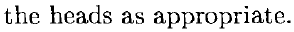 the heads as appropriate.